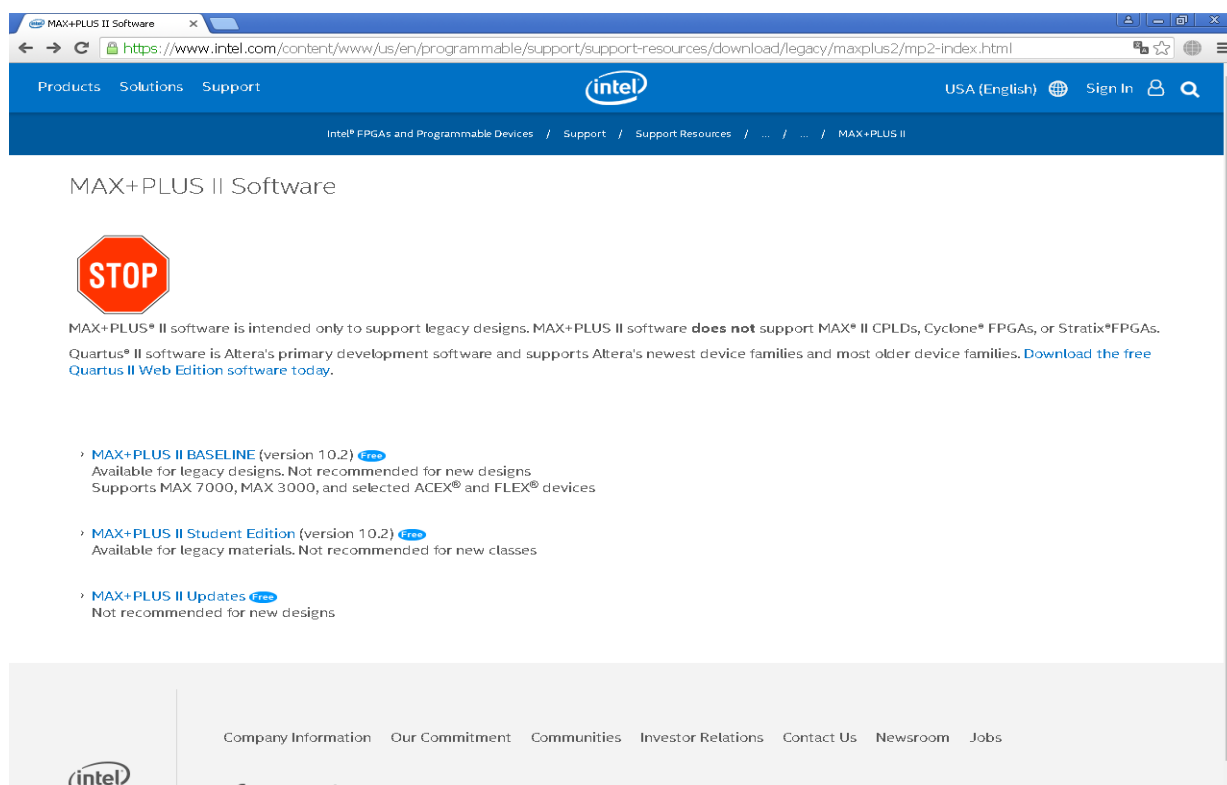 MAX+PLUS II Software
https://www.intel.com/content/www/us/en/programmable/support/support-resources/download/legacy/maxplus2/mp2-index.html
Products Solutions Support intel USA (English) Sign In
Intel® FPGAs and Programmable Devices / Support / Support Resources / ... / ... / MAX+PLUS II
MAX+PLUS II Software
STOP
MAX+PLUS® II software is intended only to support legacy designs. MAX+PLUS II software does not support MAX® II CPLDs, Cyclone® FPGAs, or Stratix®FPGAs.
Quartus® II software is Altera's primary development software and supports Altera's newest device families and most older device families. Download the free
Quartus II Web Edition software today.
MAX+PLUS II BASELINE (version 10.2) Free
Available for legacy designs. Not recommended for new designs
Supports MAX 7000, MAX 3000, and selected ACEX® and FLEX® devices
MAX+PLUS II Student Edition (version 10.2) Free
Available for legacy materials. Not recommended for new classes
MAX+PLUS II Updates Free
Not recommended for new designs
Company Information Our Commitment Communities Investor Relations Contact Us Newsroom Jobs
intel